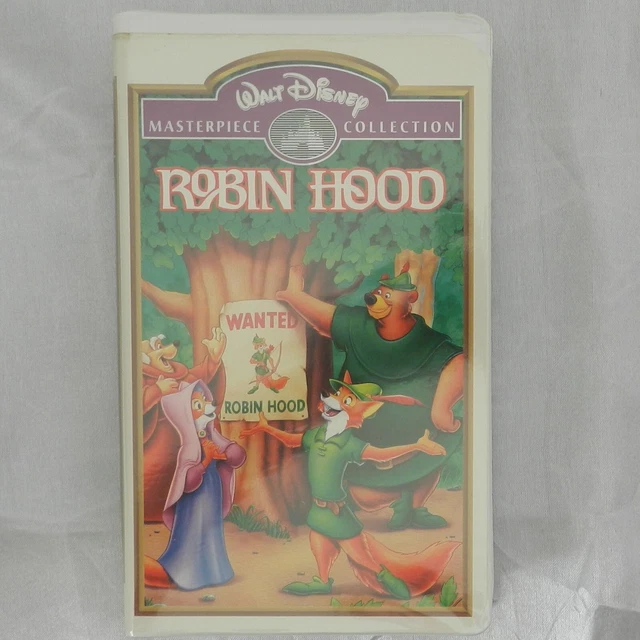 WALT DISNEY
MASTERPIECE COLLECTION
ROBIN HOOD
WANTED
ROBIN HOOD